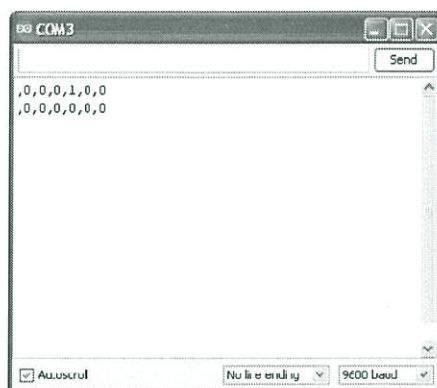 COM3
Send
,0,0,0,1,0,0
,0,0,0,0,0,0
Autoscroll
No line ending
9600 baud